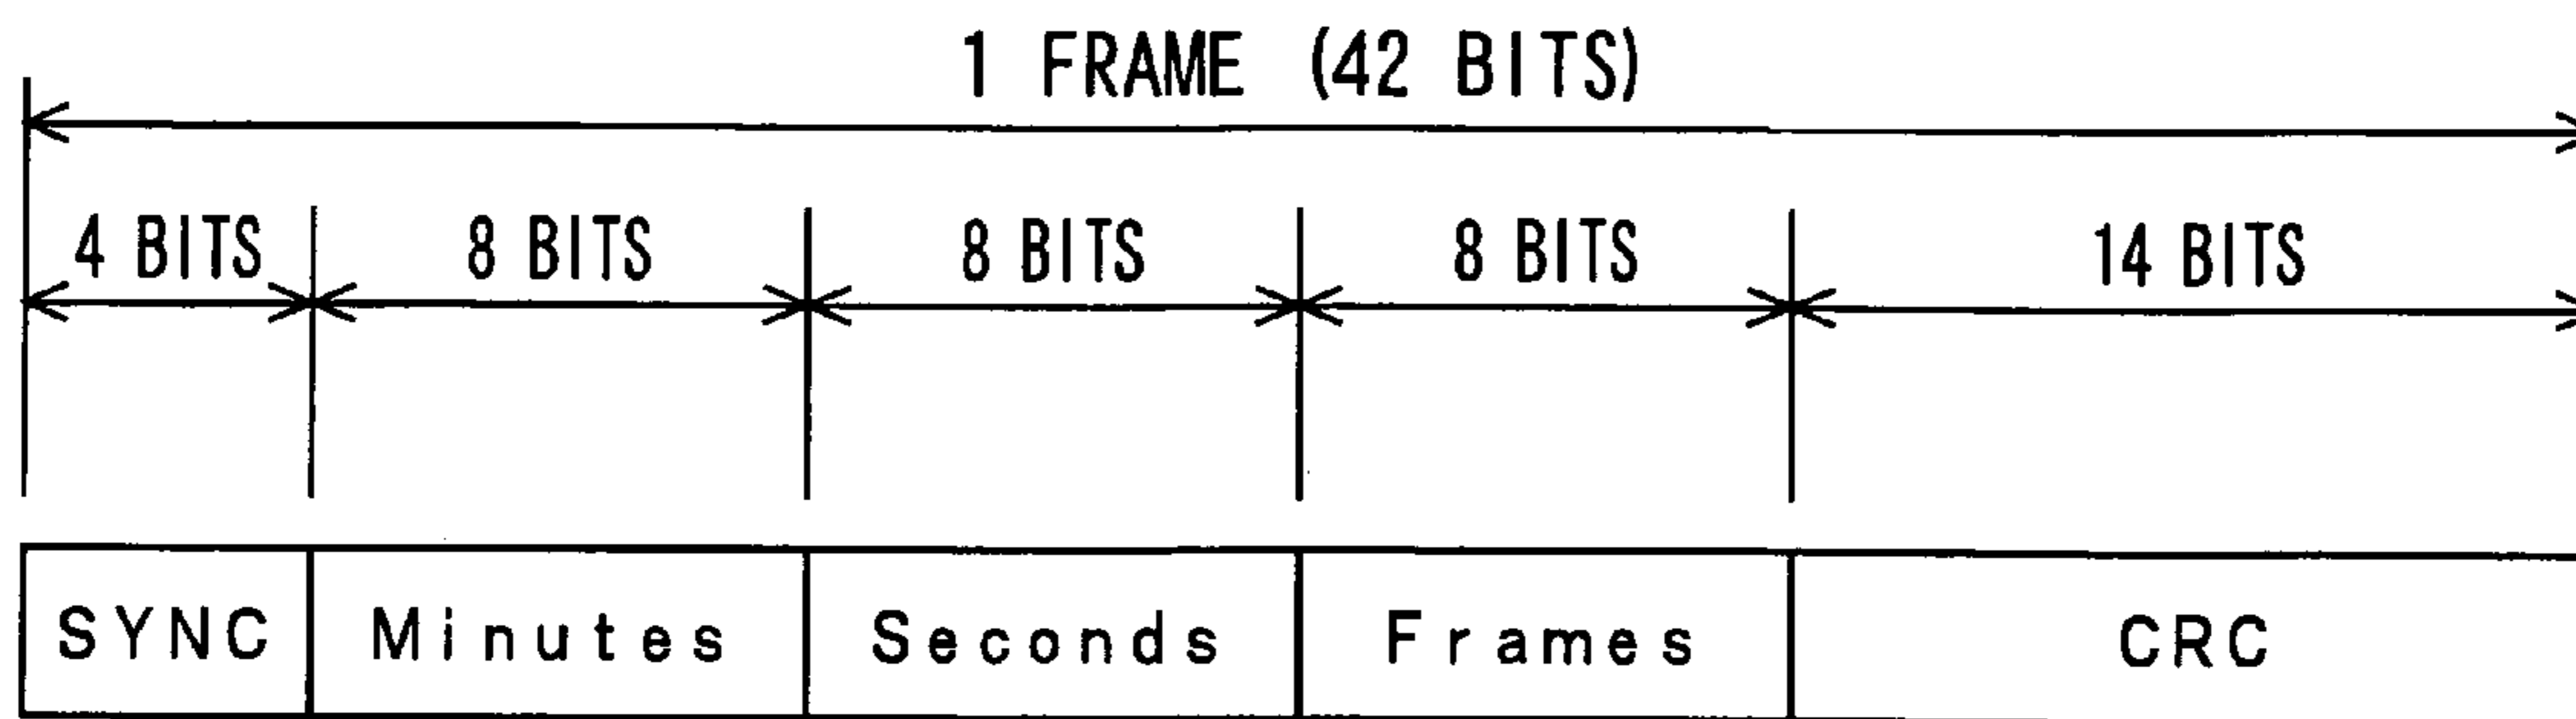 1 FRAME (42 BITS)
4 BITS 8 BITS 8 BITS 8 BITS 14 BITS
SYNC Minutes Seconds Frames CRC